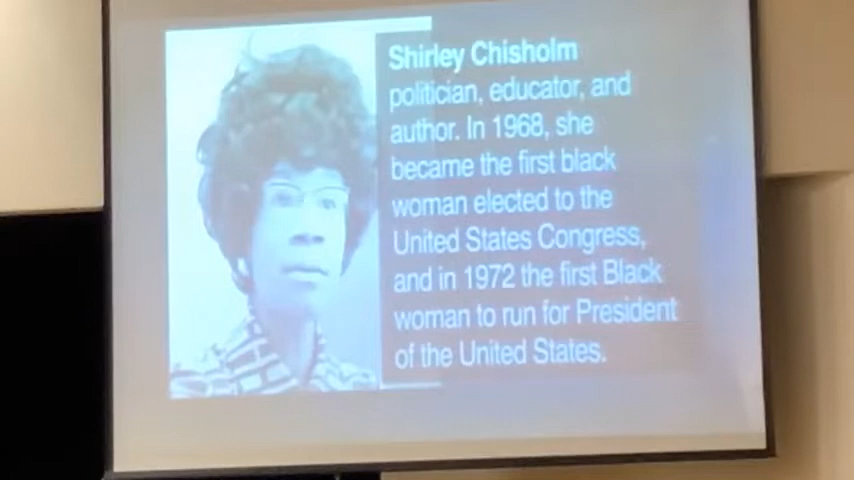 Shirley Chisholm
politician, educator, and
author. In 1968, she
became the first black
woman elected to the
United States Congress,
and in 1972 the first Black
woman to run for President
of the United States.